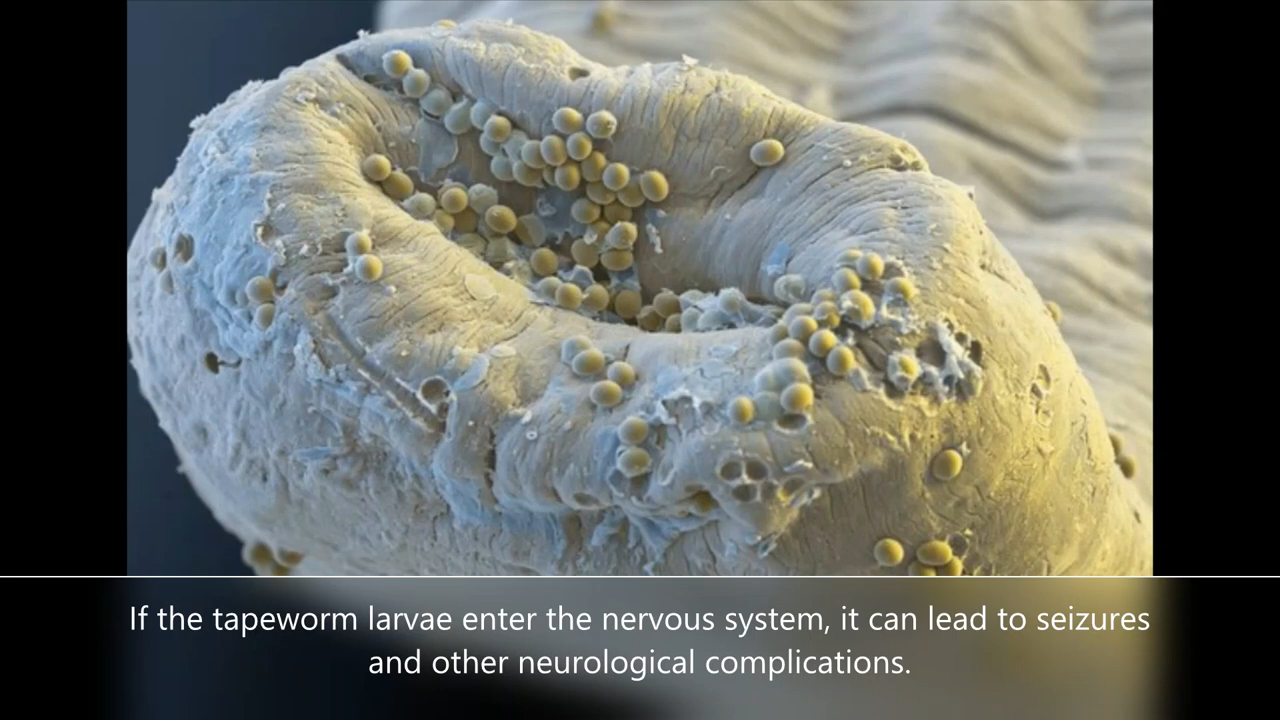 If the tapeworm larvae enter the nervous system, it can lead to seizures
and other neurological complications.